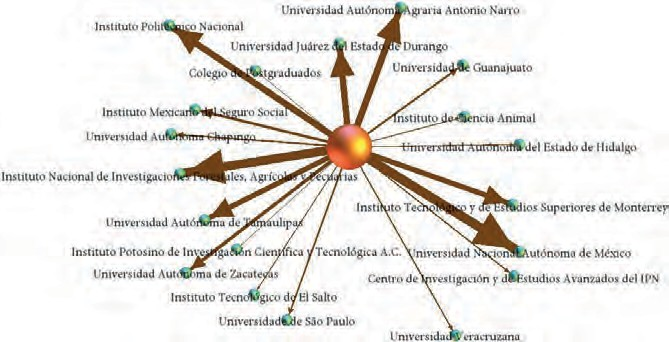 Universidad Autónoma Agraria Antonio Narro
Instituto Politécnico Nacional
Universidad Juárez del Estado de Durango
Colegio de Postgraduados
Universidad de Guanajuato
Instituto Mexicano del Seguro Social
Instituto de Ciencia Animal
Universidad Autónoma Chapingo
Universidad Autónoma del Estado de Hidalgo
Instituto Nacional de Investigaciones Forestales, Agrícolas y Pecuarias
Instituto Tecnológico y de Estudios Superiores de Monterrey
Universidad Autónoma de Tamaulipas
Instituto Potosino de Investigación Científica y Tecnológica A.C.
Universidad Nacional Autónoma de México
Universidad Autónoma de Zacatecas
Centro de Investigación y de Estudios Avanzados del IPN
Instituto Tecnológico de El Salto
Universidade de São Paulo
Universidad Veracruzana